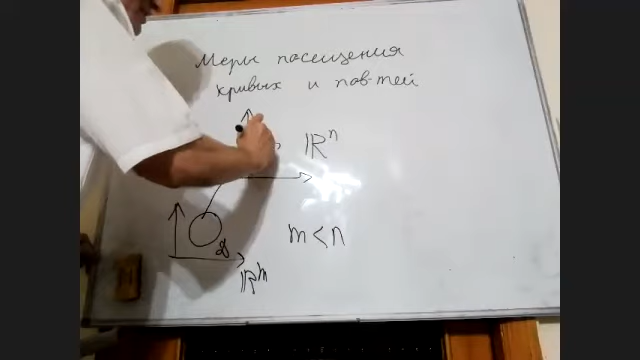 Меры посещения
кривых и пов-тей
ℝⁿ
m < n
ℝᵐ